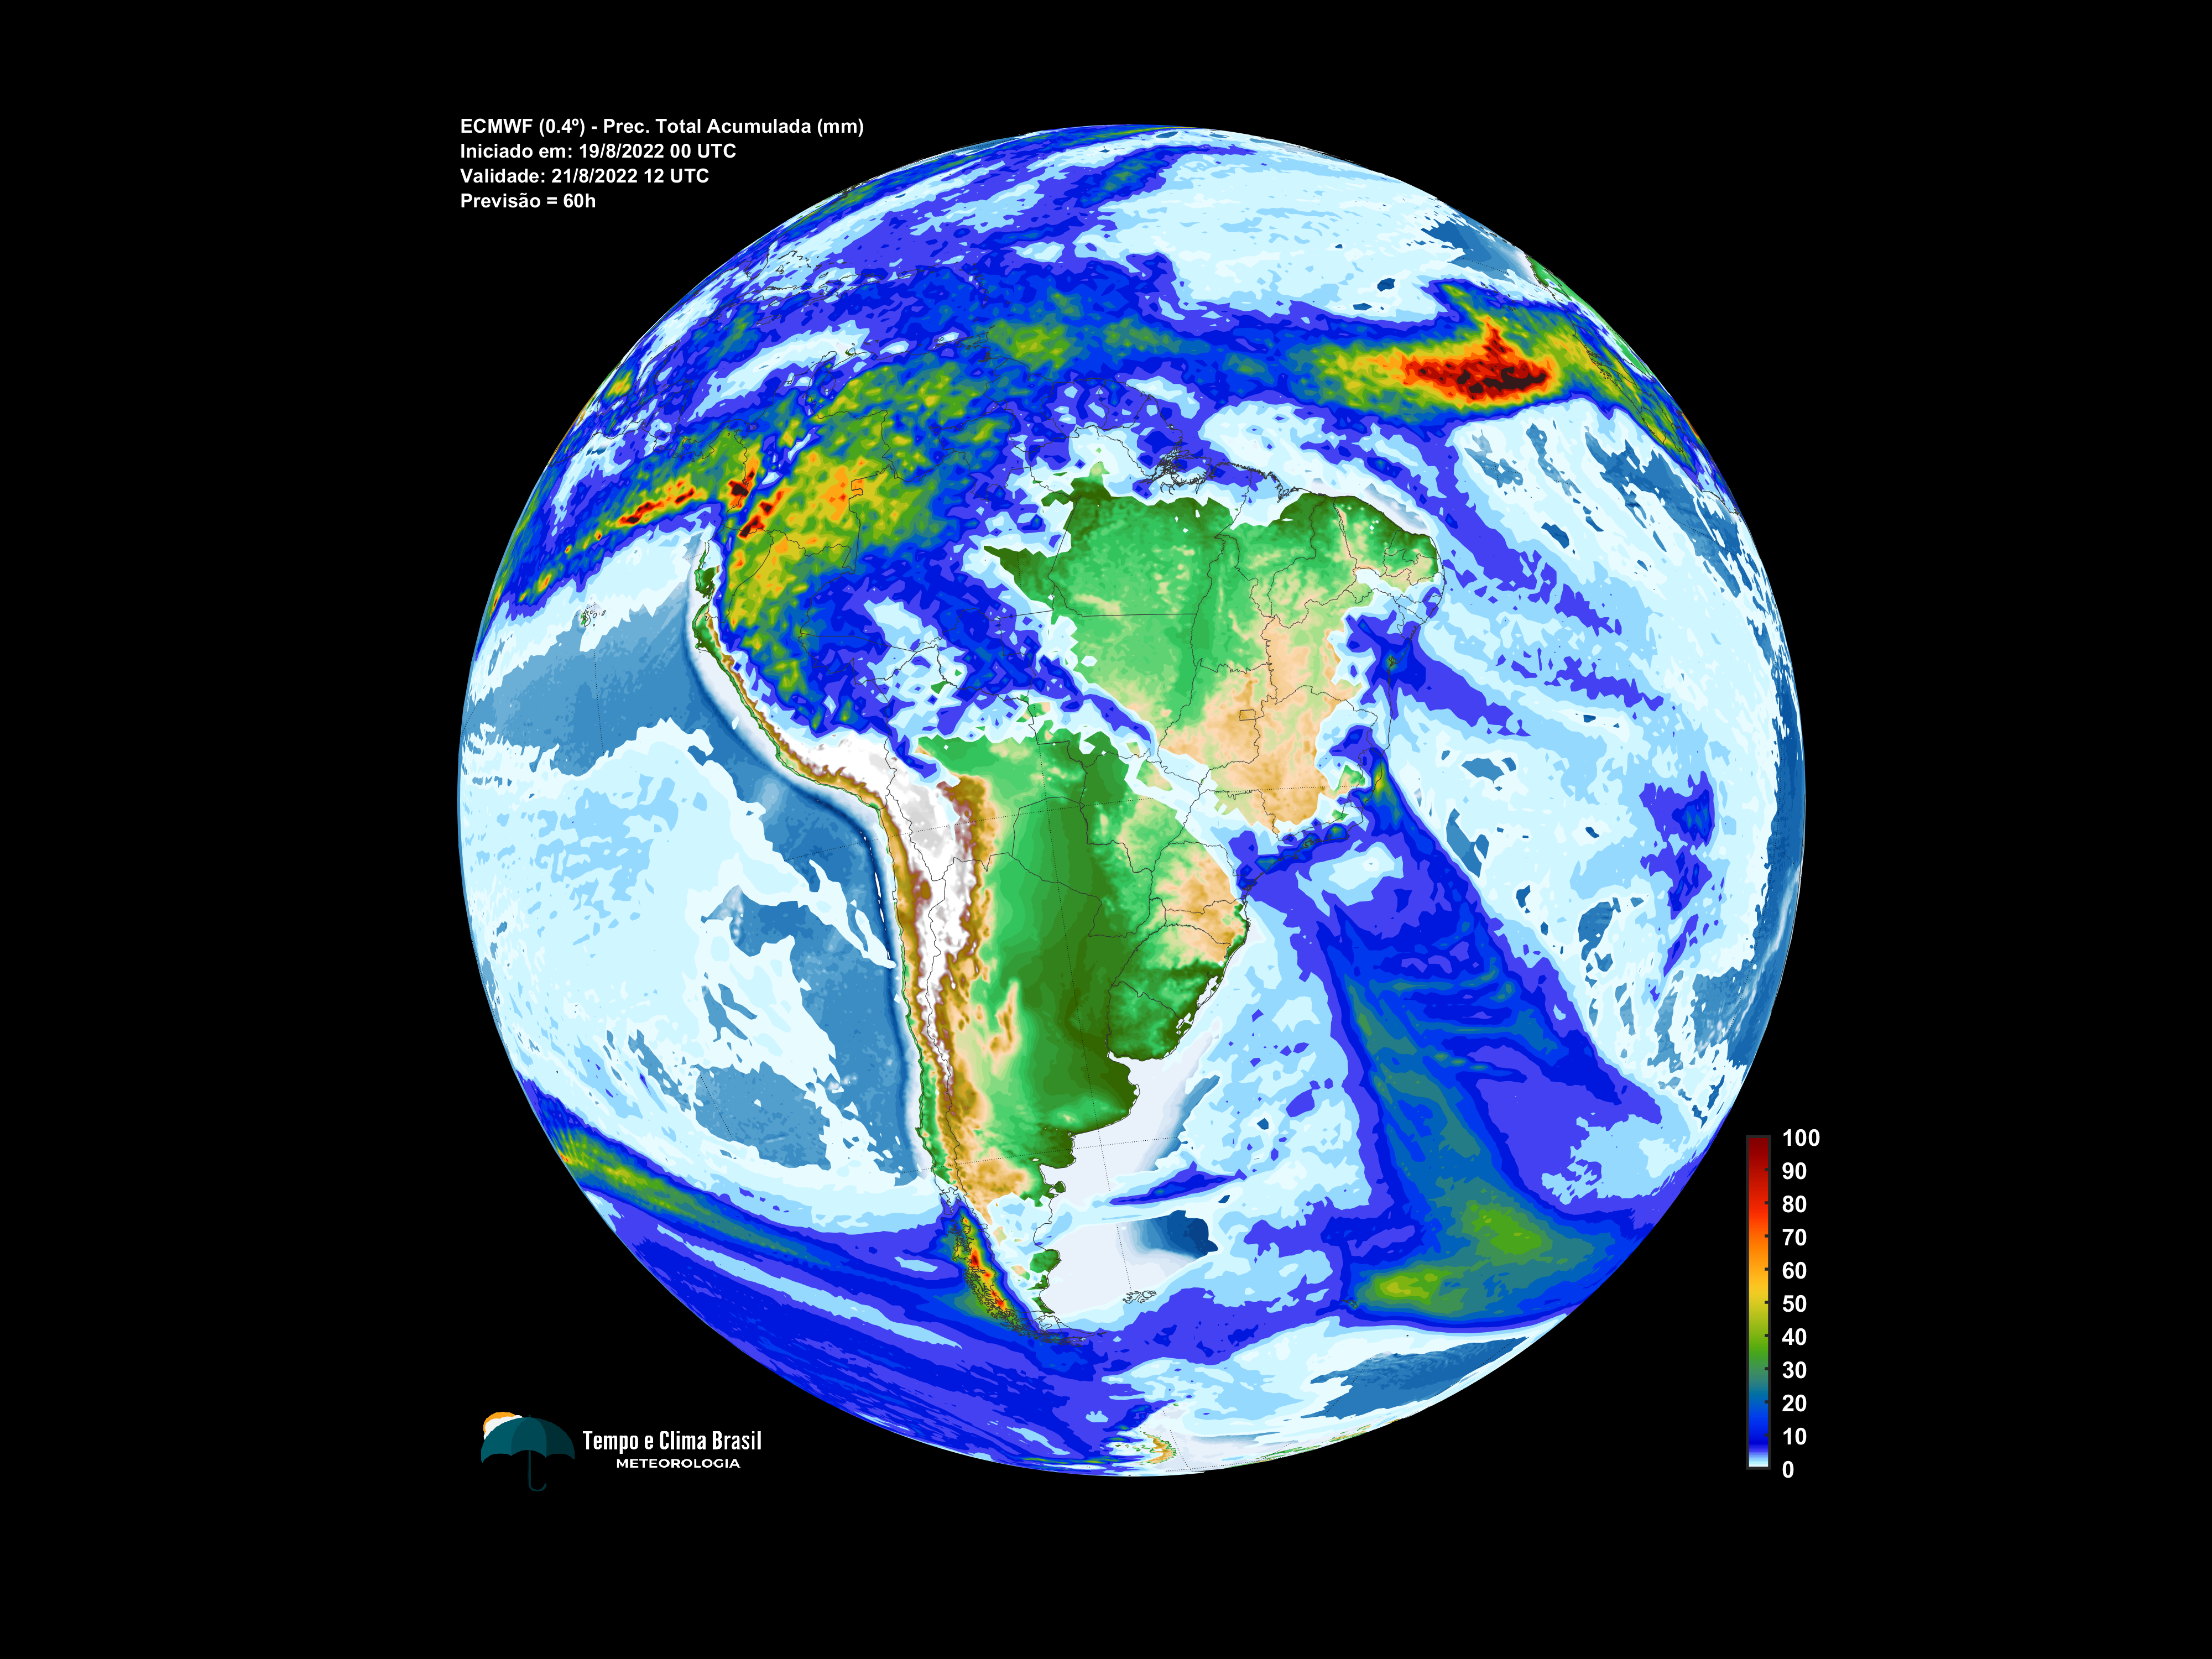 ECMWF (0.4º) - Prec. Total Acumulada (mm)
Iniciado em: 19/8/2022 00 UTC
Validade: 21/8/2022 12 UTC
Previsão = 60h
100
90
80
70
60
50
40
30
20
10
0
Tempo e Clima Brasil
METEOROLOGIA